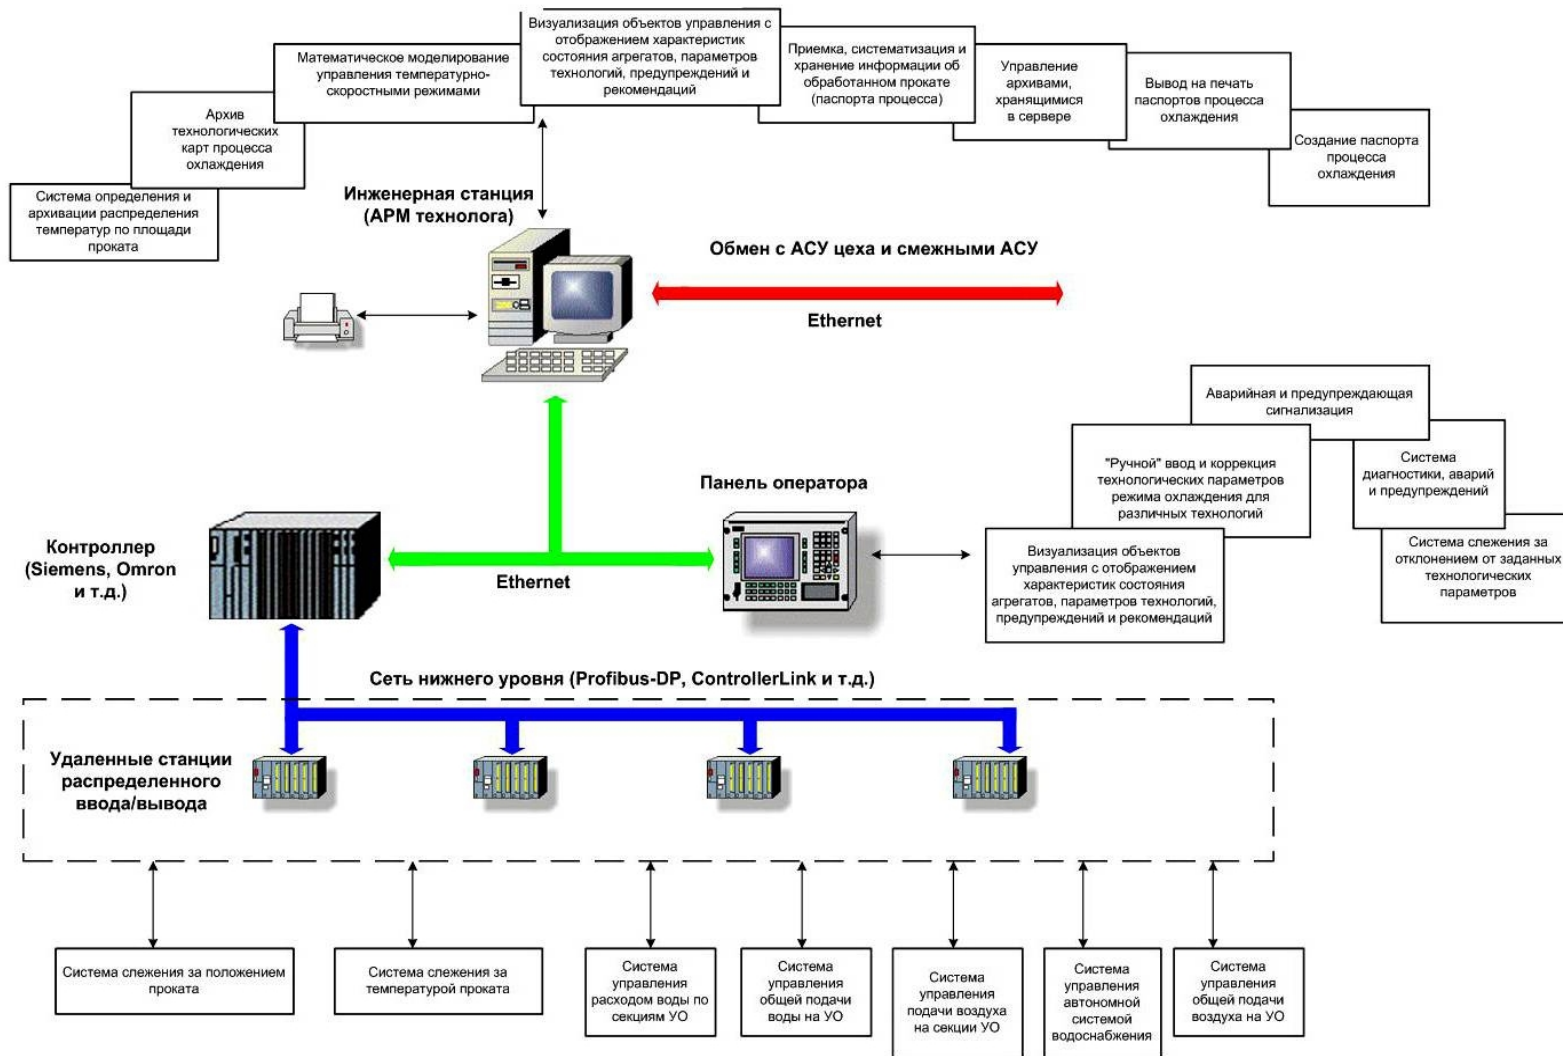 Визуализация объектов управления с
отображением характеристик
состояния агрегатов, параметров
технологий, предупреждений и
рекомендаций
Математическое моделирование
управления температурно-
скоростными режимами
Приемка, систематизация и
хранение информации об
обработанном прокате
(паспорта процесса)
Управление
архивами,
хранящимися
в сервере
Вывод на печать
паспортов процесса
охлаждения
Архив
технологических
карт процесса
охлаждения
Создание паспорта
процесса
охлаждения
Система определения и
архивации распределения
температур по площади
проката
Инженерная станция
(АРМ технолога)
Обмен с АСУ цеха и смежными АСУ
Ethernet
Аварийная и предупреждающая
сигнализация
"Ручной" ввод и коррекция
технологических параметров
режима охлаждения для
различных технологий
Система
диагностики, аварий
и предупреждений
Панель оператора
Контроллер
(Siemens, Omron
и т.д.)
Ethernet
Визуализация объектов
управления с отображением
характеристик состояния
агрегатов, параметров технологий,
предупреждений и рекомендаций
Система слежения за
отклонением от заданных
технологических
параметров
Сеть нижнего уровня (Profibus-DP, ControllerLink и т.д.)
Удаленные станции
распределенного
ввода/вывода
Система слежения за положением
проката
Система слежения за
температурой проката
Система
управления
расходом воды по
секциям УО
Система
управления
общей подачи
воды на УО
Система
управления
подачи воздуха
на секции УО
Система
управления
автономной
системой
водоснабжения
Система
управления
общей подачи
воздуха на УО